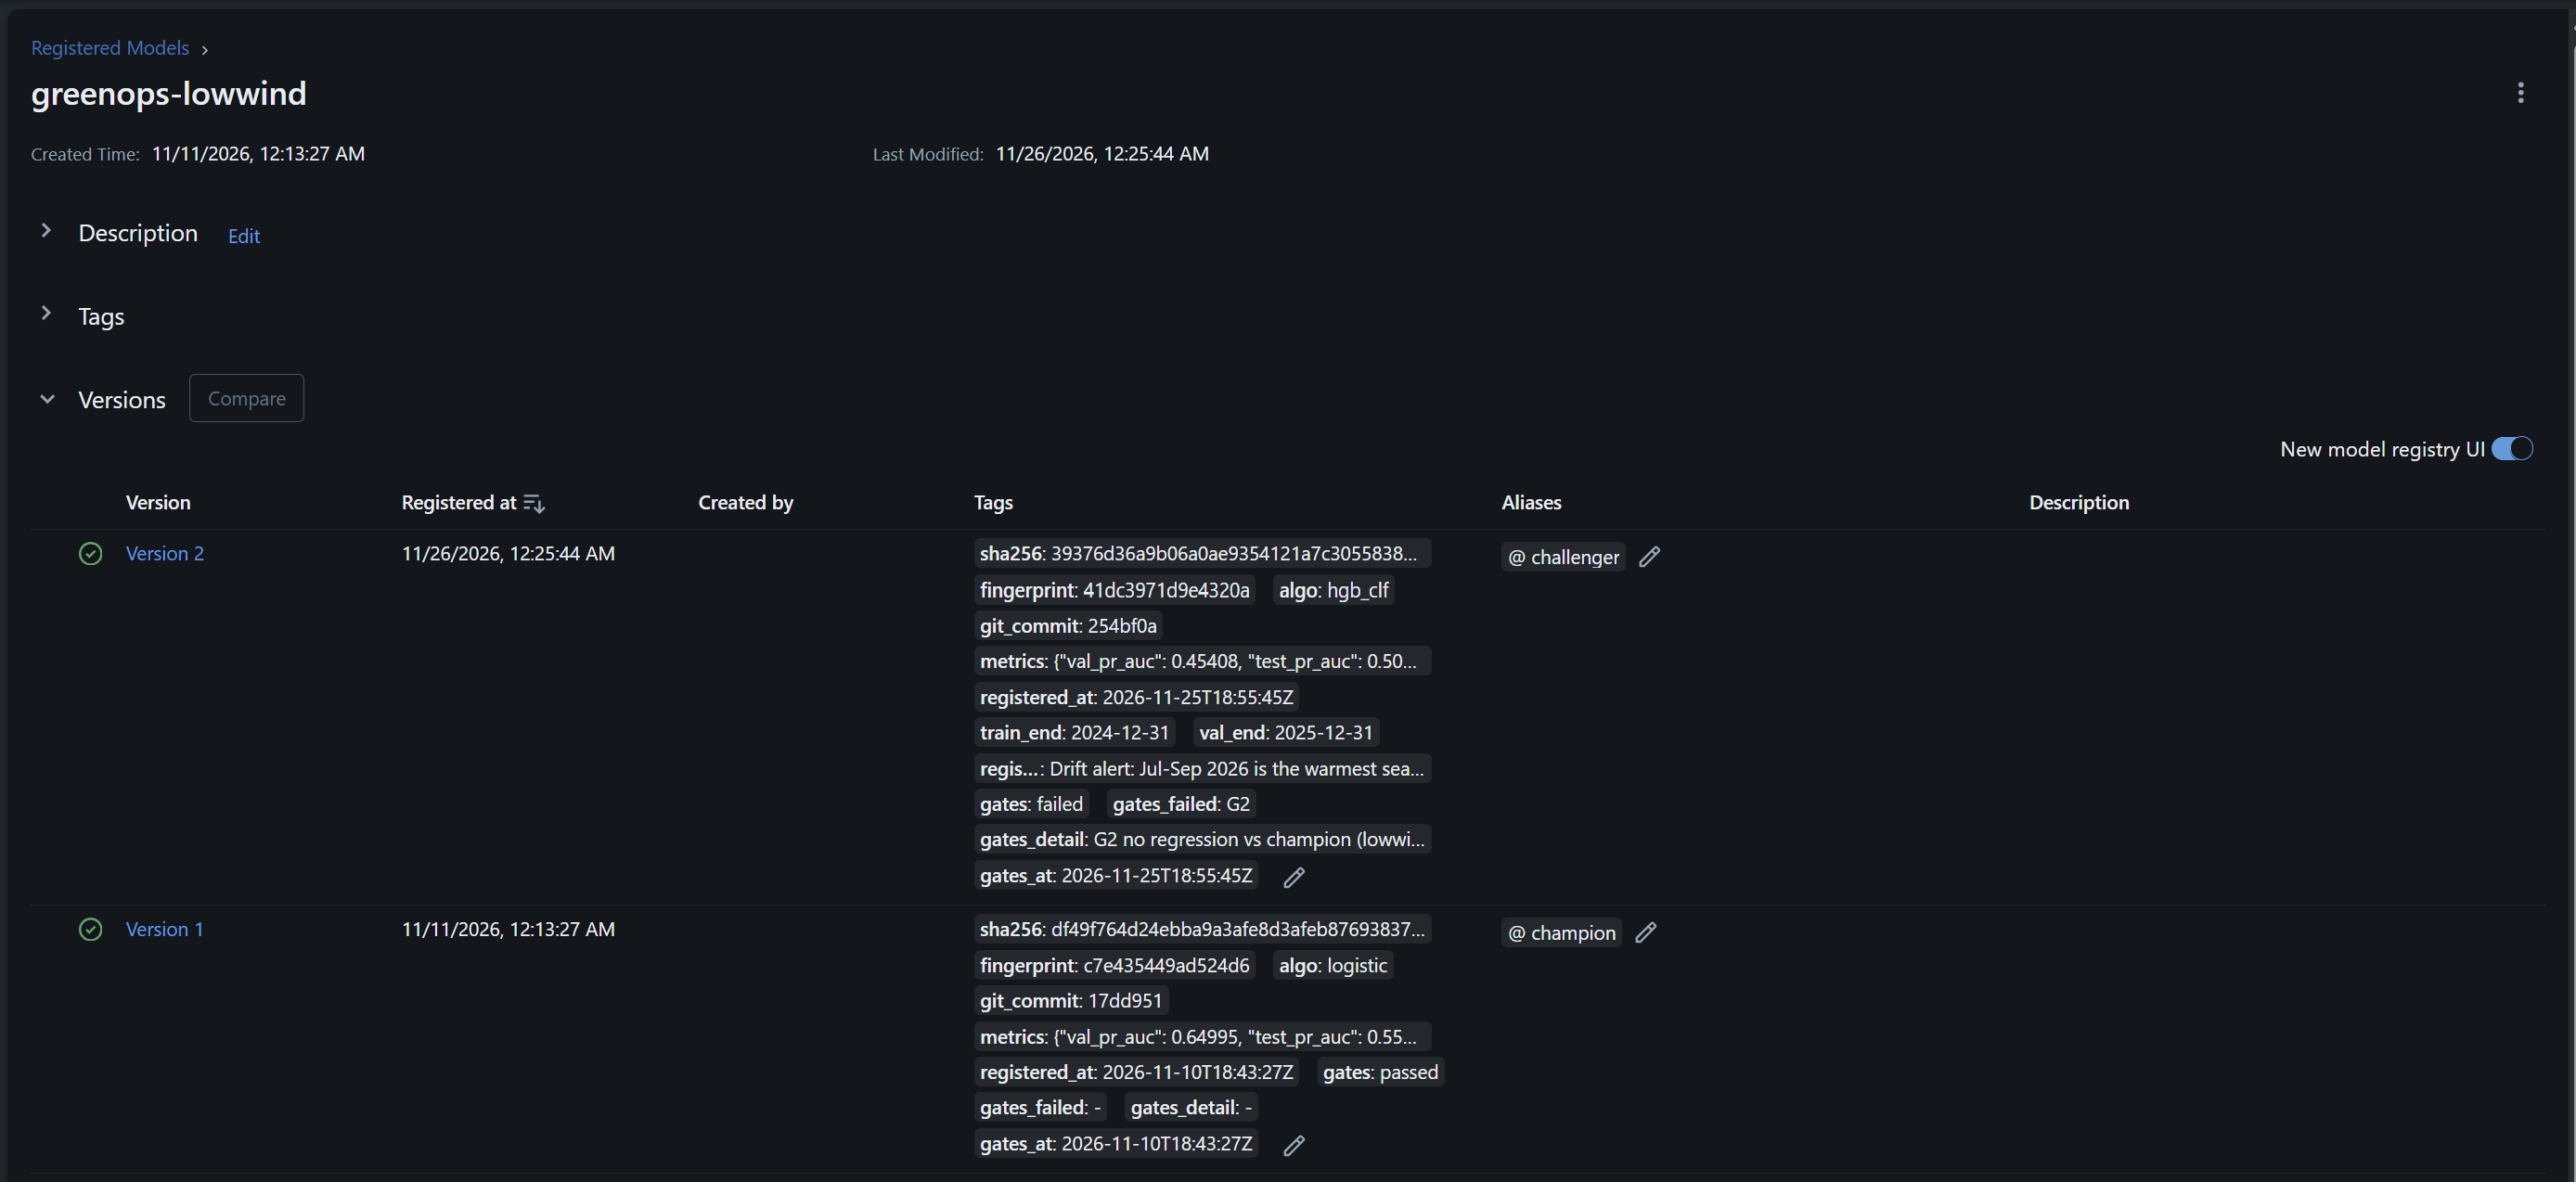 Registered Models ›
greenops-lowwind
Created Time: 11/11/2026, 12:13:27 AM Last Modified: 11/26/2026, 12:25:44 AM
Description Edit
Tags
Versions Compare
New model registry UI
Version Registered at Created by Tags Aliases Description
Version 2 11/26/2026, 12:25:44 AM sha256: 39376d36a9b06a0ae9354121a7c3055838... @ challenger
fingerprint: 41dc3971d9e4320a algo: hgb_clf
git_commit: 254bf0a
metrics: {"val_pr_auc": 0.45408, "test_pr_auc": 0.50...
registered_at: 2026-11-25T18:55:45Z
train_end: 2024-12-31 val_end: 2025-12-31
regis...: Drift alert: Jul-Sep 2026 is the warmest sea...
gates: failed gates_failed: G2
gates_detail: G2 no regression vs champion (lowwi...
gates_at: 2026-11-25T18:55:45Z
Version 1 11/11/2026, 12:13:27 AM sha256: df49f764d24ebba9a3afe8d3afeb87693837... @ champion
fingerprint: c7e435449ad524d6 algo: logistic
git_commit: 17dd951
metrics: {"val_pr_auc": 0.64995, "test_pr_auc": 0.55...
registered_at: 2026-11-10T18:43:27Z gates: passed
gates_failed: - gates_detail: -
gates_at: 2026-11-10T18:43:27Z